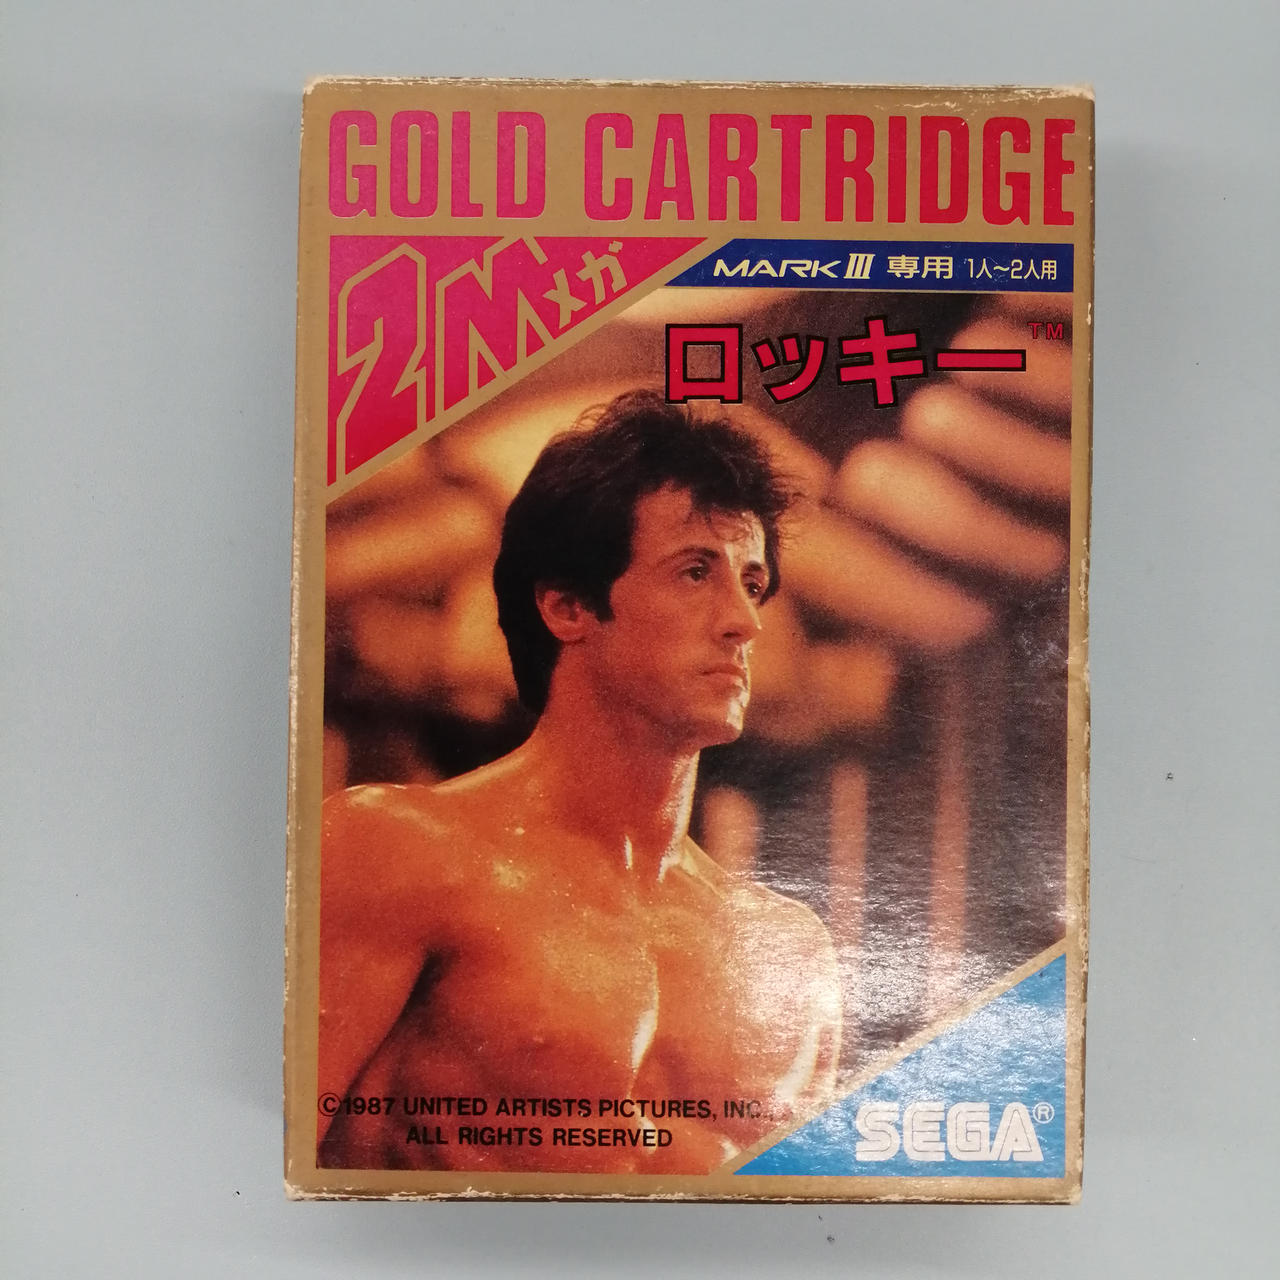 GOLD CARTRIDGE
2Mメガ
MARK III 専用 1人~2人用
ロッキー™
©1987 UNITED ARTISTS PICTURES, INC.,
ALL RIGHTS RESERVED
SEGA®